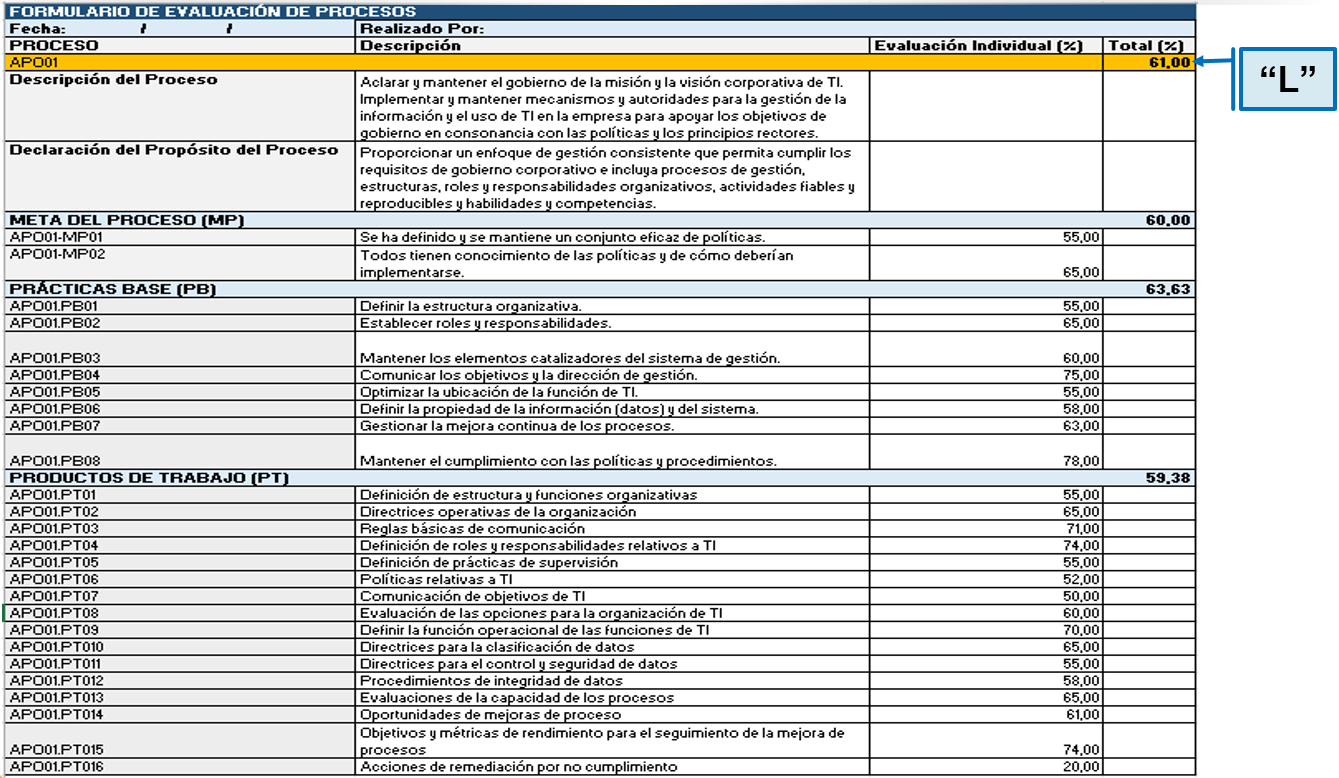 FORMULARIO DE EVALUACIÓN DE PROCESOS
Fecha: / / Realizado Por:
PROCESO Descripción Evaluación Individual (%) Total (%)
APO01 61,00
“L”
Descripción del Proceso Aclarar y mantener el gobierno de la misión y la visión corporativa de TI.
Implementar y mantener mecanismos y autoridades para la gestión de la
información y el uso de TI en la empresa para apoyar los objetivos de
gobierno en consonancia con las políticas y los principios rectores.
Declaración del Propósito del Proceso Proporcionar un enfoque de gestión consistente que permita cumplir los
requisitos de gobierno corporativo e incluya procesos de gestión,
estructuras, roles y responsabilidades organizativos, actividades fiables y
reproducibles y habilidades y competencias.
META DEL PROCESO (MP) 60,00
APO01-MP01 Se ha definido y se mantiene un conjunto eficaz de políticas. 55,00
APO01-MP02 Todos tienen conocimiento de las políticas y de cómo deberían
implementarse. 65,00
PRÁCTICAS BASE (PB) 63,63
APO01.PB01 Definir la estructura organizativa. 55,00
APO01.PB02 Establecer roles y responsabilidades. 65,00
APO01.PB03 Mantener los elementos catalizadores del sistema de gestión. 60,00
APO01.PB04 Comunicar los objetivos y la dirección de gestión. 75,00
APO01.PB05 Optimizar la ubicación de la función de TI. 55,00
APO01.PB06 Definir la propiedad de la información (datos) y del sistema. 58,00
APO01.PB07 Gestionar la mejora continua de los procesos. 63,00
APO01.PB08 Mantener el cumplimiento con las políticas y procedimientos. 78,00
PRODUCTOS DE TRABAJO (PT) 59,38
APO01.PT01 Definición de estructura y funciones organizativas 55,00
APO01.PT02 Directrices operativas de la organización 65,00
APO01.PT03 Reglas básicas de comunicación 71,00
APO01.PT04 Definición de roles y responsabilidades relativos a TI 74,00
APO01.PT05 Definición de prácticas de supervisión 55,00
APO01.PT06 Políticas relativas a TI 52,00
APO01.PT07 Comunicación de objetivos de TI 50,00
APO01.PT08 Evaluación de las opciones para la organización de TI 60,00
APO01.PT09 Definir la función operacional de las funciones de TI 70,00
APO01.PT010 Directrices para la clasificación de datos 65,00
APO01.PT011 Directrices para el control y seguridad de datos 55,00
APO01.PT012 Procedimientos de integridad de datos 58,00
APO01.PT013 Evaluaciones de la capacidad de los procesos 65,00
APO01.PT014 Oportunidades de mejoras de proceso 61,00
Objetivos y métricas de rendimiento para el seguimiento de la mejora de
APO01.PT015 procesos 74,00
APO01.PT016 Acciones de remediación por no cumplimiento 20,00